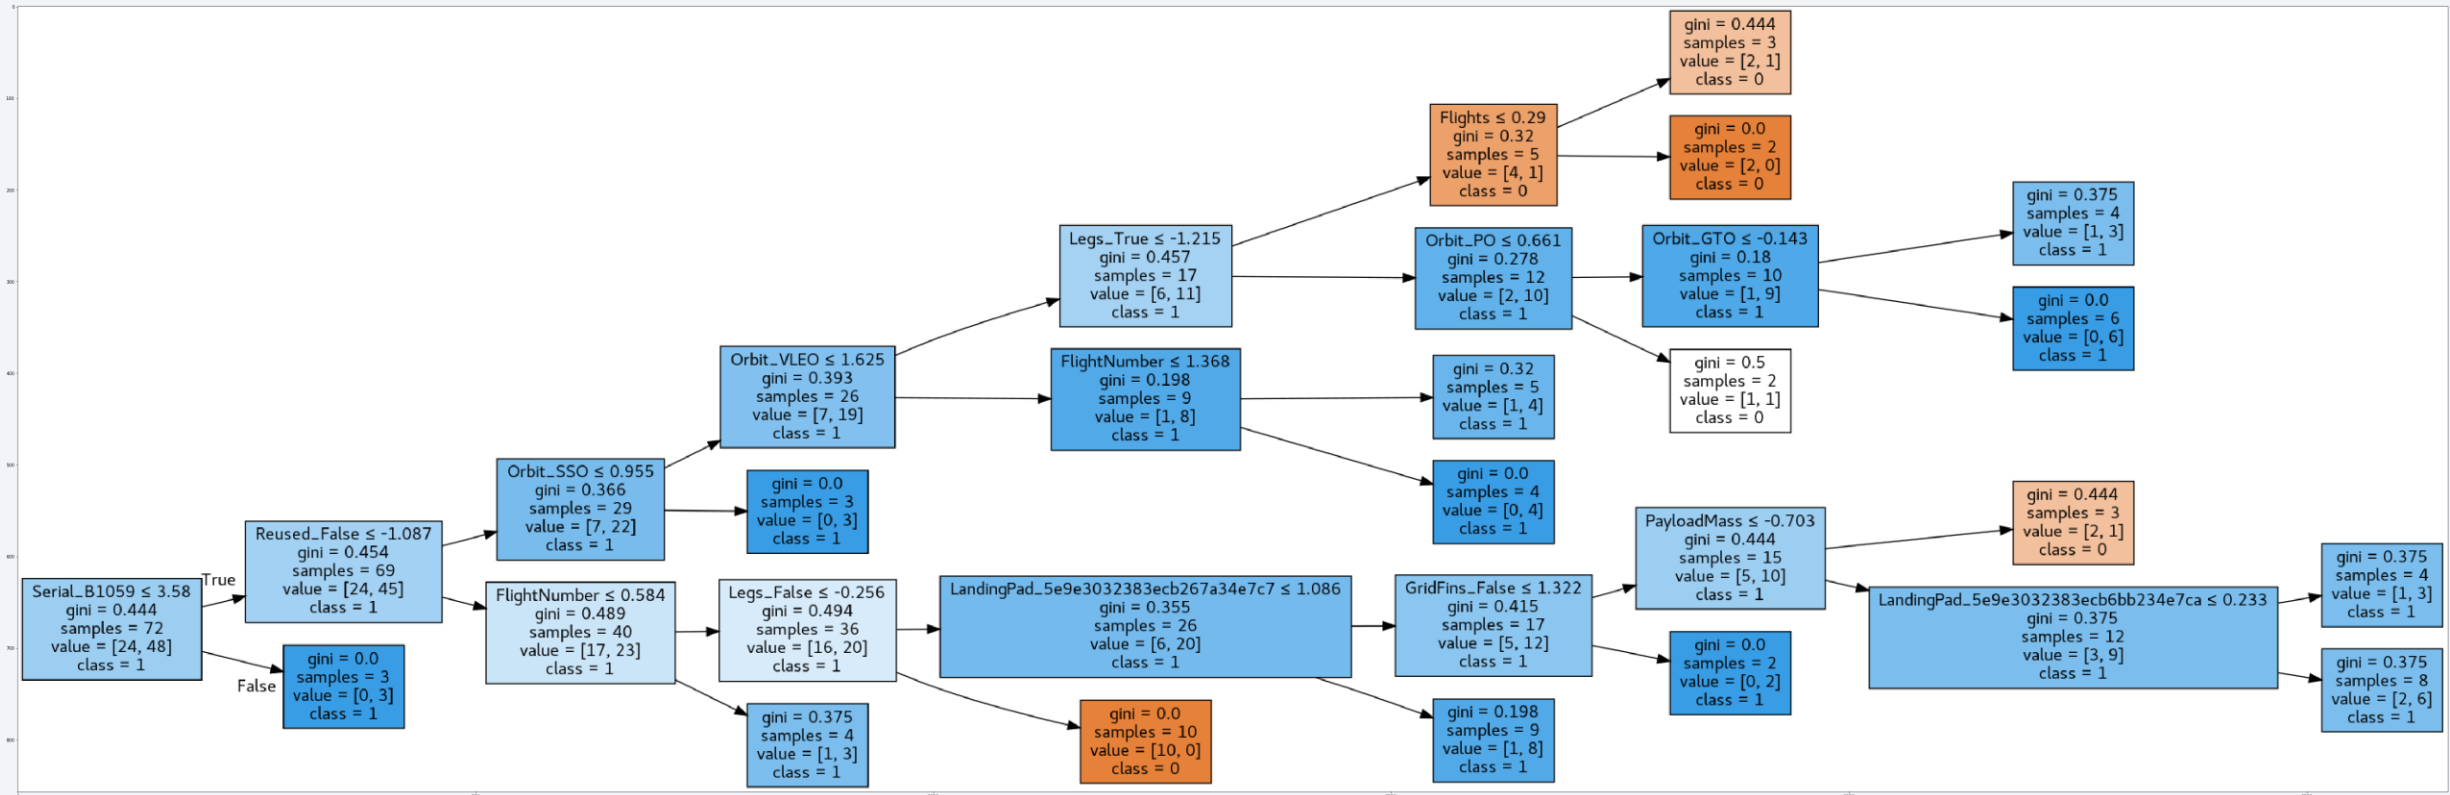 gini = 0.444
samples = 3
value = [2, 1]
class = 0
Flights ≤ 0.29
gini = 0.32
samples = 5
value = [4, 1]
class = 0
gini = 0.0
samples = 2
value = [2, 0]
class = 0
gini = 0.375
samples = 4
value = [1, 3]
class = 1
Legs_True ≤ -1.215
gini = 0.457
samples = 17
value = [6, 11]
class = 1
Orbit_PO ≤ 0.661
gini = 0.278
samples = 12
value = [2, 10]
class = 1
Orbit_GTO ≤ -0.143
gini = 0.18
samples = 10
value = [1, 9]
class = 1
gini = 0.0
samples = 6
value = [0, 6]
class = 1
Orbit_VLEO ≤ 1.625
gini = 0.393
samples = 26
value = [7, 19]
class = 1
FlightNumber ≤ 1.368
gini = 0.198
samples = 9
value = [1, 8]
class = 1
gini = 0.32
samples = 5
value = [1, 4]
class = 1
gini = 0.5
samples = 2
value = [1, 1]
class = 0
Orbit_SSO ≤ 0.955
gini = 0.366
samples = 29
value = [7, 22]
class = 1
gini = 0.0
samples = 3
value = [0, 3]
class = 1
gini = 0.0
samples = 4
value = [0, 4]
class = 1
gini = 0.444
samples = 3
value = [2, 1]
class = 0
Reused_False ≤ -1.087
gini = 0.454
samples = 69
value = [24, 45]
class = 1
PayloadMass ≤ -0.703
gini = 0.444
samples = 15
value = [5, 10]
class = 1
gini = 0.375
samples = 4
value = [1, 3]
class = 1
True
Serial_B1059 ≤ 3.58
gini = 0.444
samples = 72
value = [24, 48]
class = 1
False
FlightNumber ≤ 0.584
gini = 0.489
samples = 40
value = [17, 23]
class = 1
Legs_False ≤ -0.256
gini = 0.494
samples = 36
value = [16, 20]
class = 1
LandingPad_5e9e3032383ecb267a34e7c7 ≤ 1.086
gini = 0.355
samples = 26
value = [6, 20]
class = 1
GridFins_False ≤ 1.322
gini = 0.415
samples = 17
value = [5, 12]
class = 1
LandingPad_5e9e3032383ecb6bb234e7ca ≤ 0.233
gini = 0.375
samples = 12
value = [3, 9]
class = 1
gini = 0.0
samples = 3
value = [0, 3]
class = 1
gini = 0.0
samples = 2
value = [0, 2]
class = 1
gini = 0.375
samples = 8
value = [2, 6]
class = 1
gini = 0.375
samples = 4
value = [1, 3]
class = 1
gini = 0.0
samples = 10
value = [10, 0]
class = 0
gini = 0.198
samples = 9
value = [1, 8]
class = 1